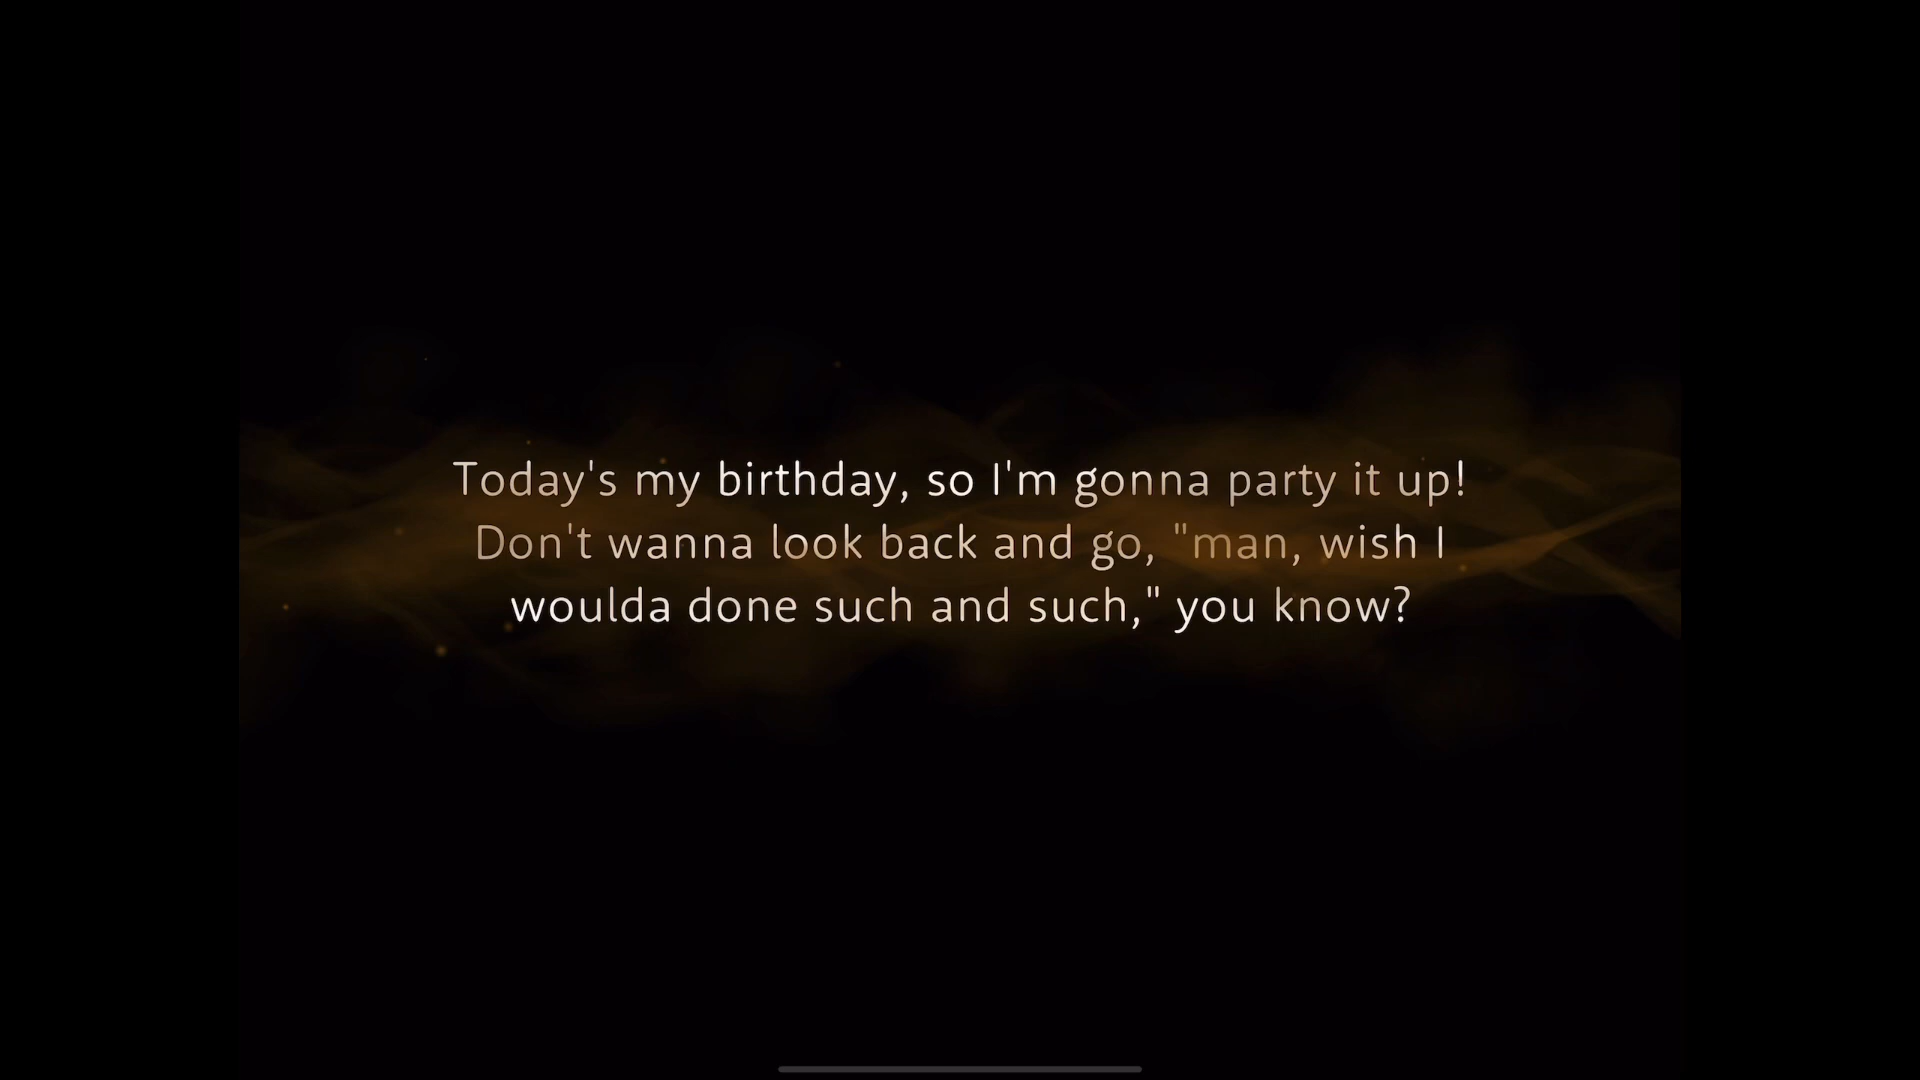 Today's my birthday, so I'm gonna party it up!
Don't wanna look back and go, "man, wish I
woulda done such and such," you know?